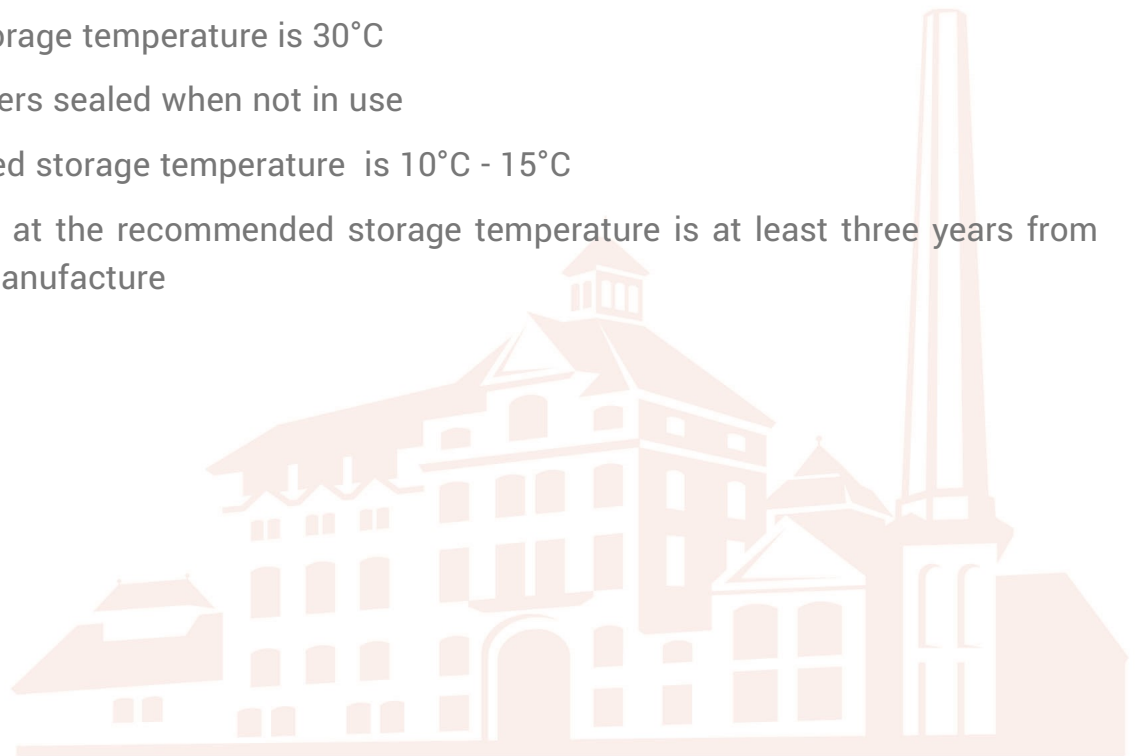 orage temperature is 30°C
ers sealed when not in use
ed storage temperature is 10°C - 15°C
at the recommended storage temperature is at least three years from
anufacture